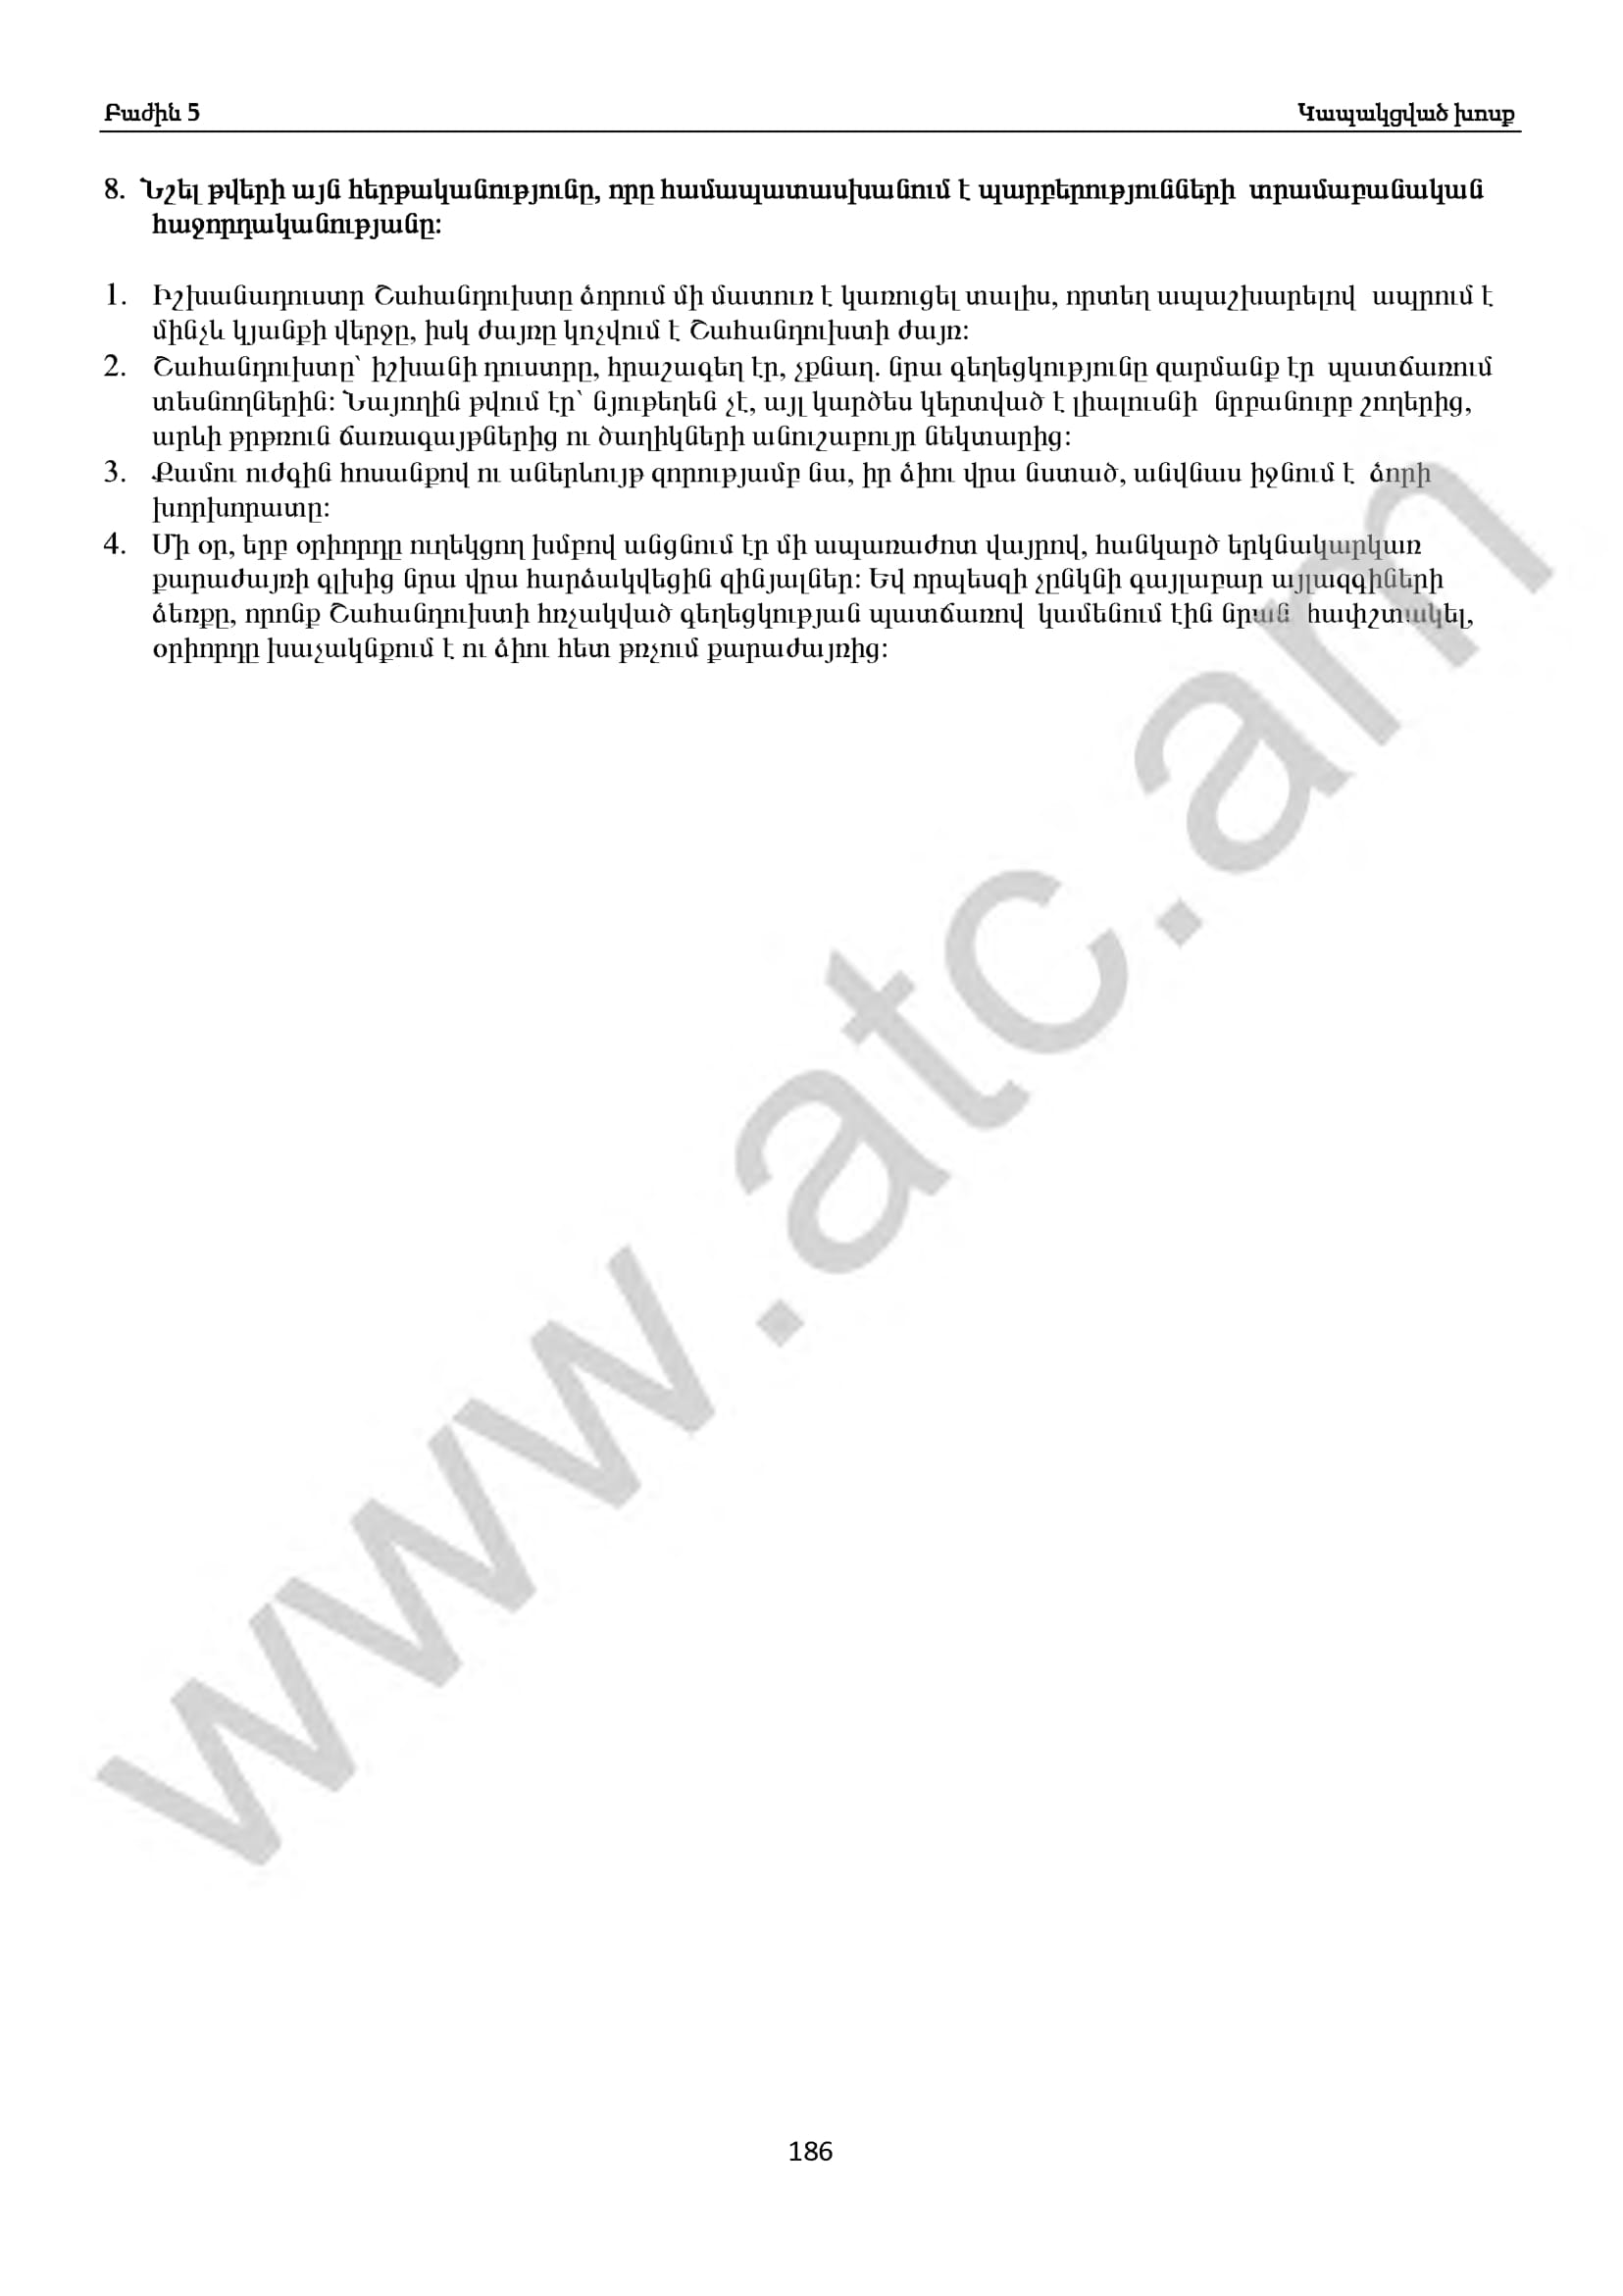 Բաժին 5 Կապակցված խոսք
8. Նշել թվերի այն հերթականությունը, որը համապատասխանում է պարբերությունների տրամաբանական
հաջորդականությանը:
1. Իշխանադուստր Շահանդուխտը ձորում մի մատուռ է կառուցել տալիս, որտեղ ապաշխարելով ապրում է
մինչև կյանքի վերջը, իսկ ժայռը կոչվում է Շահանդուխտի ժայռ:
2. Շահանդուխտը՝ իշխանի դուստրը, հրաշագեղ էր, չքնաղ. նրա գեղեցկությունը զարմանք էր պատճառում
տեսնողներին: Նայողին թվում էր՝ նյութեղեն չէ, այլ կարծես կերտված է լիալուսնի նրբանուրբ շողերից,
արևի թրթռուն ճառագայթներից ու ծաղիկների անուշաբույր նեկտարից:
3. Քամու ուժգին հոսանքով ու աներևույթ զորությամբ նա, իր ձիու վրա նստած, անվնաս իջնում է ձորի
խորխորատը:
4. Մի օր, երբ օրիորդը ուղեկցող խմբով անցնում էր մի ապառաժոտ վայրով, հանկարծ երկնակարկառ
քարաժայռի գլխից նրա վրա հարձակվեցին զինյալներ: Եվ որպեսզի չընկնի գայլաբար այլազգիների
ձեռքը, որոնք Շահանդուխտի հռչակված գեղեցկության պատճառով կամենում էին նրան հափշտակել,
օրիորդը խաչակնքում է ու ձիու հետ թռչում քարաժայռից:
www.atc.am
186